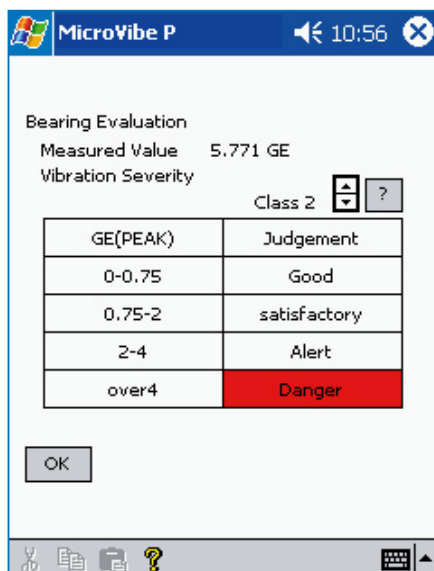 MicroVibe P 10:56
Bearing Evaluation
Measured Value 5.771 GE
Vibration Severity
Class 2 ?
GE(PEAK) Judgement
0-0.75 Good
0.75-2 satisfactory
2-4 Alert
over4 Danger
OK